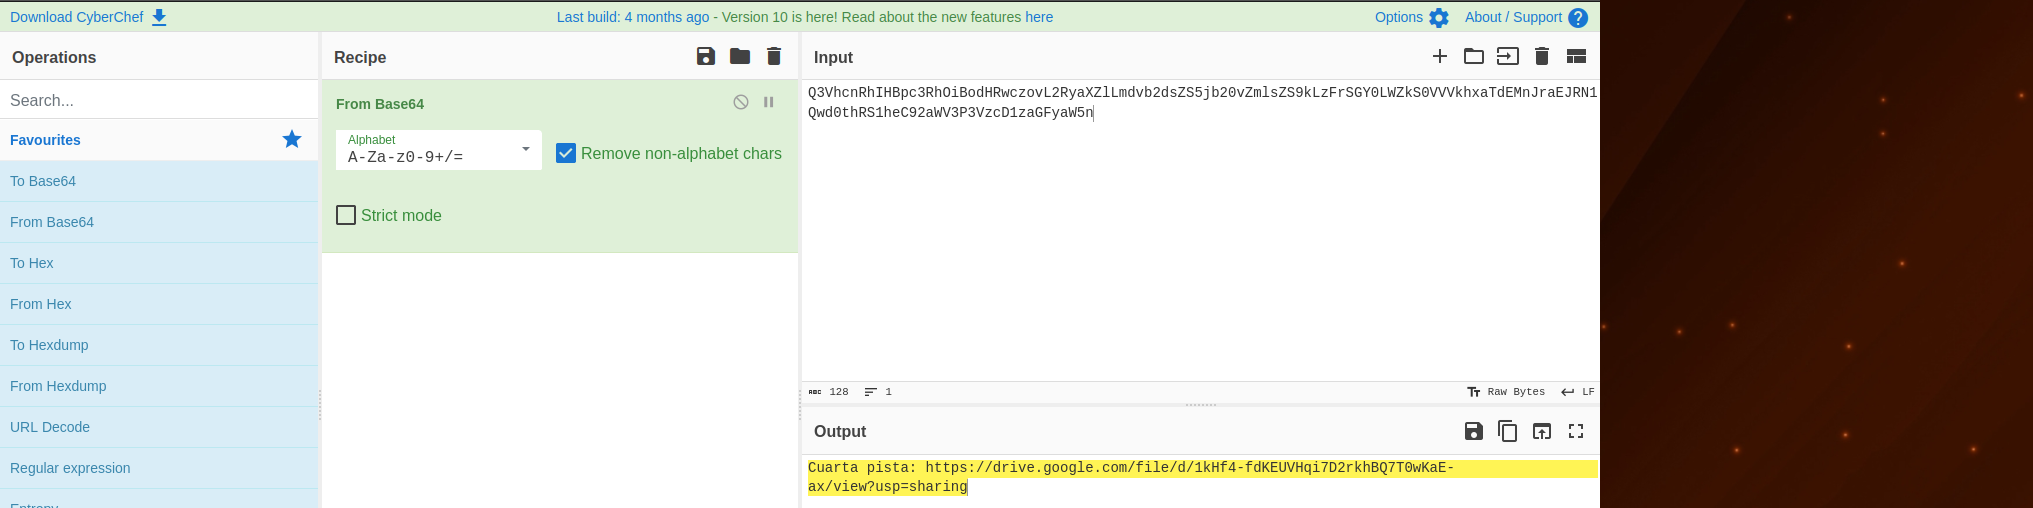 Download CyberChef
Last build: 4 months ago - Version 10 is here! Read about the new features here
Options
About / Support
Operations
Search...
Favourites
To Base64
From Base64
To Hex
From Hex
To Hexdump
From Hexdump
URL Decode
Regular expression
Entropy
Recipe
From Base64
Alphabet
A-Za-z0-9+/=
Remove non-alphabet chars
Strict mode
Input
Q3VhcnRhIHBpc3RhOiBodHRwczovL2RyaXZlLmdvb2dsZS5jb20vZmlsZS9kLzFrSGY0LWZkS0VVVkhxaTdEMnJraEJRN1
Qwd0thRS1heC92aWV3P3VzcD1zaGFyaW5n
ABC 128 1
Raw Bytes LF
Output
Cuarta pista: https://drive.google.com/file/d/1kHf4-fdKEUVHqi7D2rkhBQ7T0wKaE-
ax/view?usp=sharing